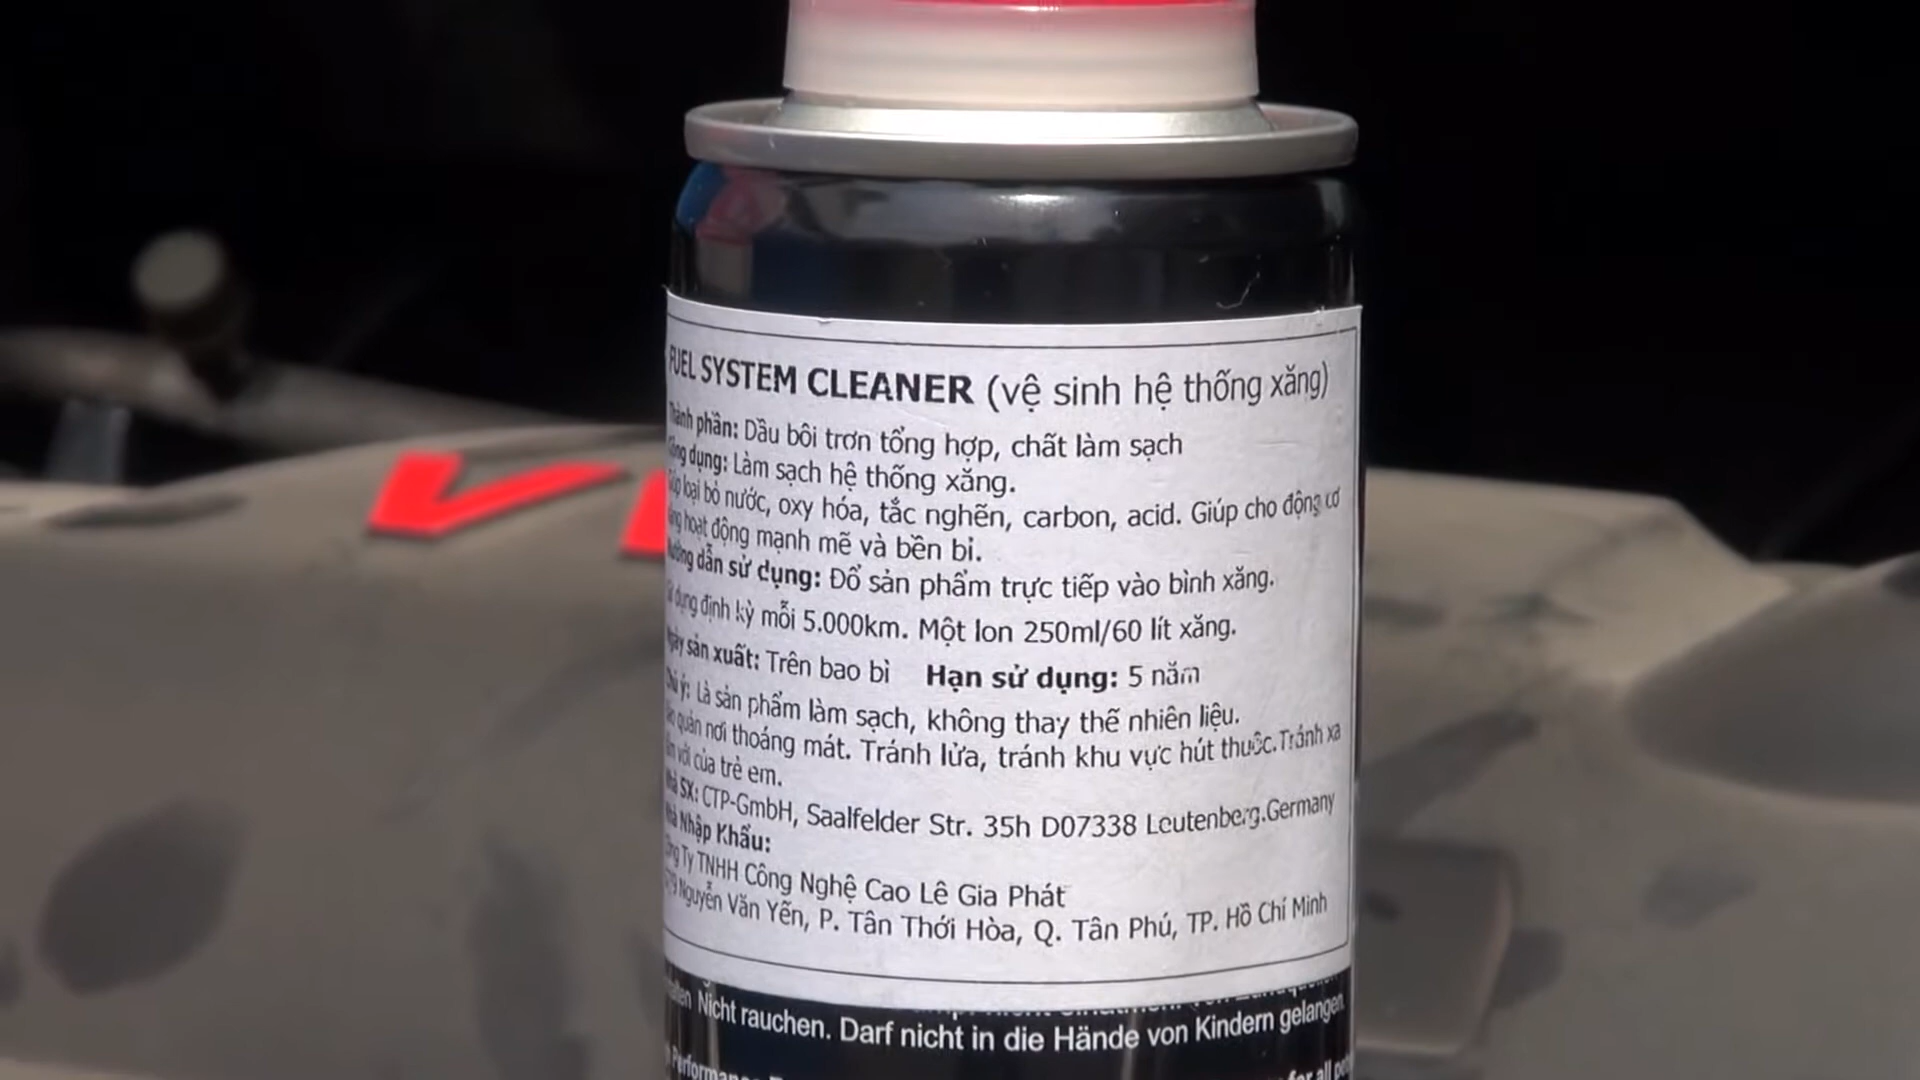 FUEL SYSTEM CLEANER (vệ sinh hệ thống xăng)
Thành phần: Dầu bôi trơn tổng hợp, chất làm sạch
Công dụng: Làm sạch hệ thống xăng.
Giúp loại bỏ nước, oxy hóa, tắc nghẽn, carbon, acid. Giúp cho động cơ
xăng hoạt động mạnh mẽ và bền bỉ.
Hướng dẫn sử dụng: Đổ sản phẩm trực tiếp vào bình xăng.
Sử dụng định kỳ mỗi 5.000km. Một lon 250ml/60 lít xăng.
Ngày sản xuất: Trên bao bì Hạn sử dụng: 5 năm
Chú ý: Là sản phẩm làm sạch, không thay thế nhiên liệu.
Bảo quản nơi thoáng mát. Tránh lửa, tránh khu vực hút thuốc.Tránh xa
tầm với của trẻ em.
Nhà SX: CTP-GmbH, Saalfelder Str. 35h D07338 Leutenberg.Germany
Nhà Nhập Khẩu:
Công Ty TNHH Công Nghệ Cao Lê Gia Phát
Nguyễn Văn Yến, P. Tân Thới Hòa, Q. Tân Phú, TP. Hồ Chí Minh
Nicht rauchen. Darf nicht in die Hände von Kindern gelangen
for all